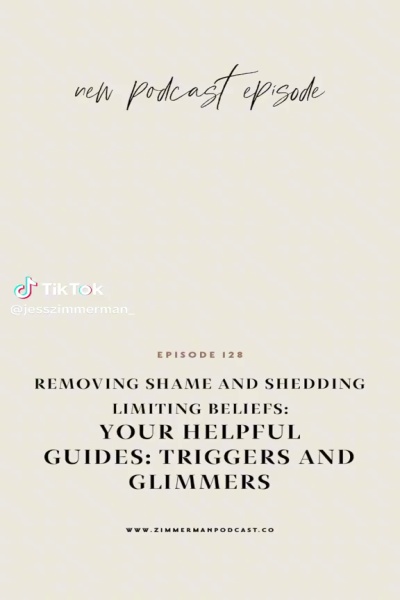 new podcast episode
TikTok
@jesszimmerman_
EPISODE 128
REMOVING SHAME AND SHEDDING
LIMITING BELIEFS:
YOUR HELPFUL
GUIDES: TRIGGERS AND
GLIMMERS
WWW.ZIMMERMANPODCAST.CO